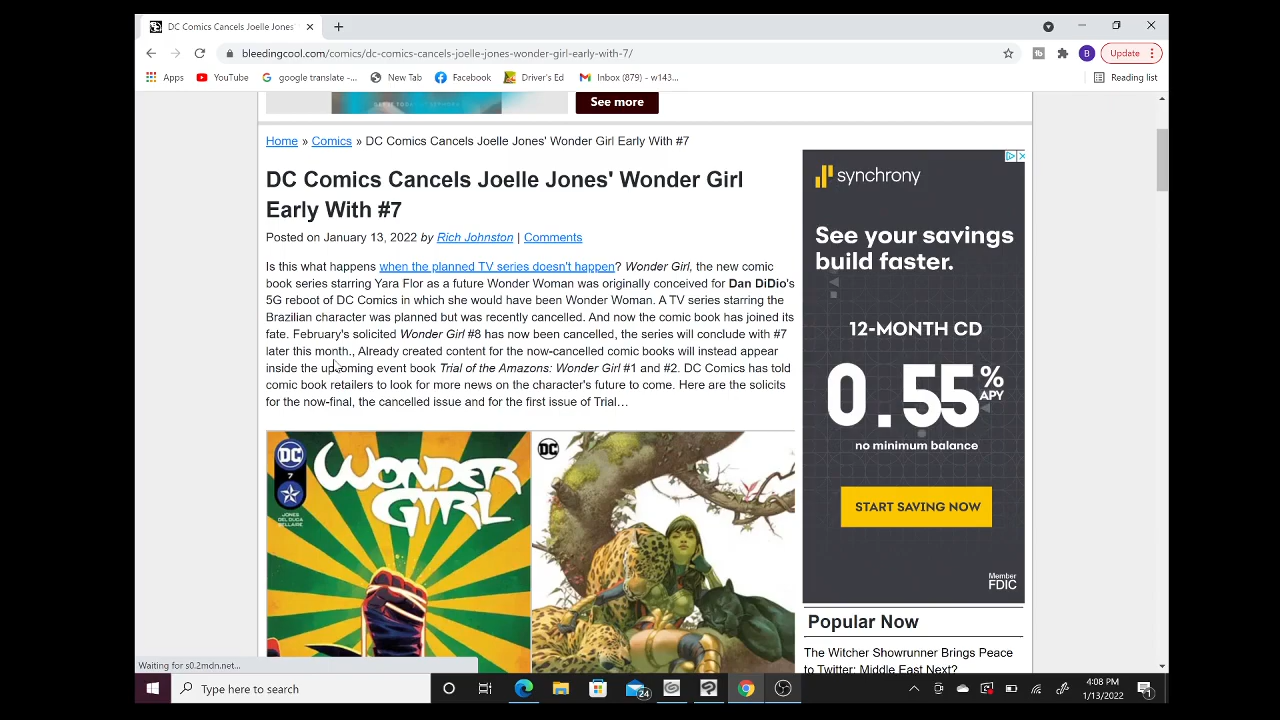 DC Comics Cancels Joelle Jones'
bleedingcool.com/comics/dc-comics-cancels-joelle-jones-wonder-girl-early-with-7/
B
Update
Apps
YouTube
google translate -...
New Tab
Facebook
Driver's Ed
Inbox (879) - w143...
Reading list
See more
Home » Comics » DC Comics Cancels Joelle Jones' Wonder Girl Early With #7
DC Comics Cancels Joelle Jones' Wonder Girl
Early With #7
Posted on January 13, 2022 by Rich Johnston | Comments
Is this what happens when the planned TV series doesn't happen? Wonder Girl, the new comic
book series starring Yara Flor as a future Wonder Woman was originally conceived for Dan DiDio's
5G reboot of DC Comics in which she would have been Wonder Woman. A TV series starring the
Brazilian character was planned but was recently cancelled. And now the comic book has joined its
fate. February's solicited Wonder Girl #8 has now been cancelled, the series will conclude with #7
later this month., Already created content for the now-cancelled comic books will instead appear
inside the upcoming event book Trial of the Amazons: Wonder Girl #1 and #2. DC Comics has told
comic book retailers to look for more news on the character's future to come. Here are the solicits
for the now-final, the cancelled issue and for the first issue of Trial…
DC
7
JONES
DEL DUCA
BELLAIRE
WONDER
GIRL
DC
synchrony
See your savings
build faster.
12-MONTH CD
0.55% APY
no minimum balance
START SAVING NOW
Member
FDIC
Popular Now
The Witcher Showrunner Brings Peace
to Twitter: Middle East Next?
Waiting for s0.2mdn.net...
Type here to search
24
4:08 PM
1/13/2022
1